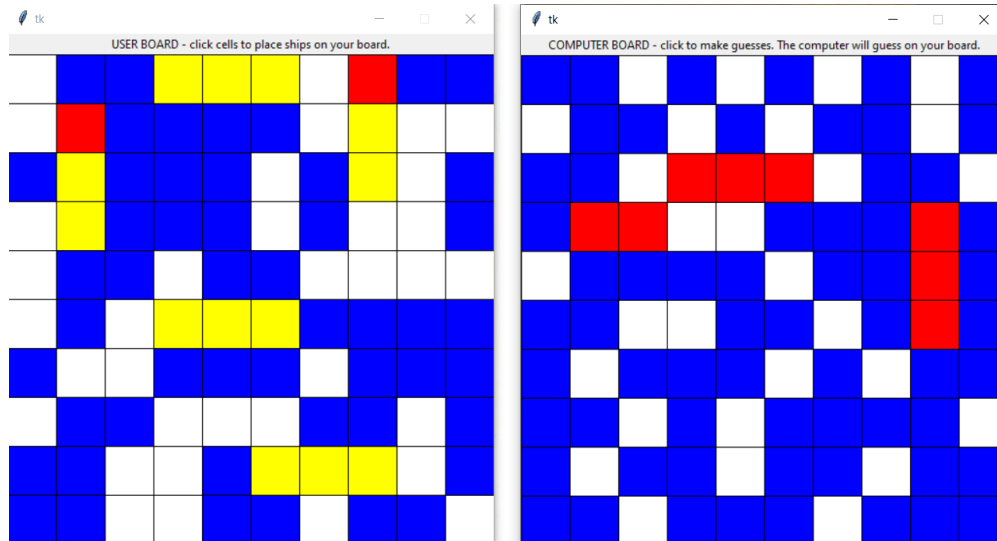 tk
USER BOARD - click cells to place ships on your board.
tk
COMPUTER BOARD - click to make guesses. The computer will guess on your board.